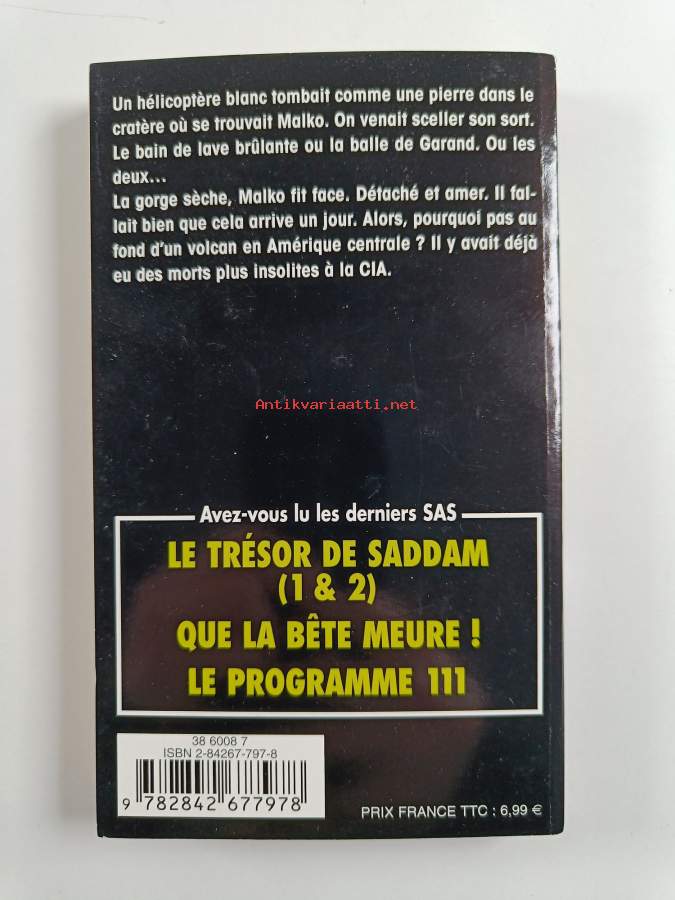 Un hélicoptère blanc tombait comme une pierre dans le
cratère où se trouvait Malko. On venait sceller son sort.
Le bain de lave brûlante ou la balle de Garand. Ou les
deux...
La gorge sèche, Malko fit face. Détaché et amer. Il fal-
lait bien que cela arrive un jour. Alors, pourquoi pas au
fond d'un volcan en Amérique centrale ? Il y avait déjà
eu des morts plus insolites à la CIA.
Antikvariaatti.net
Avez-vous lu les derniers SAS
LE TRÉSOR DE SADDAM
(1 & 2)
QUE LA BÊTE MEURE !
LE PROGRAMME 111
38 6008 7
ISBN 2-84267-797-8
9 782842 677978
PRIX FRANCE TTC : 6,99 €